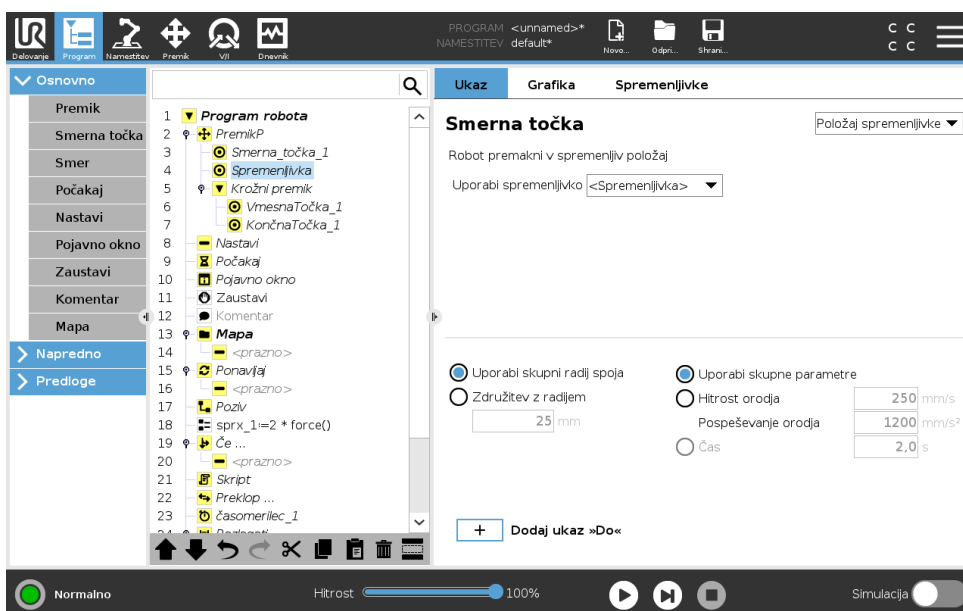 PROGRAM <unnamed>*
NAMESTITEV default*
Delovanje Program Namestitev Premik V/I Dnevnik Novo... Odpri... Shrani...
C C
C C
Osnovno
Premik
Smerna točka
Smer
Počakaj
Nastavi
Pojavno okno
Zaustavi
Komentar
Mapa
Napredno
Predloge
1 Program robota
2 PremikP
3 Smerna_točka_1
4 Spremenljivka
5 Krožni premik
6 VmesnaTočka_1
7 KončnaTočka_1
8 Nastavi
9 Počakaj
10 Pojavno okno
11 Zaustavi
12 Komentar
13 Mapa
14 <prazno>
15 Ponavljaj
16 <prazno>
17 Poziv
18 sprx_1:=2 * force()
19 Če ...
20 <prazno>
21 Skript
22 Preklop ...
23 časomerilec_1
Ukaz Grafika Spremenljivke
Smerna točka Položaj spremenljivke
Robot premakni v spremenljiv položaj
Uporabi spremenljivko <Spremenljivka>
Uporabi skupni radij spoja
Združitev z radijem
25 mm
Uporabi skupne parametre
Hitrost orodja 250 mm/s
Pospeševanje orodja 1200 mm/s²
Čas 2,0 s
+ Dodaj ukaz »Do«
Normalno Hitrost 100% Simulacija